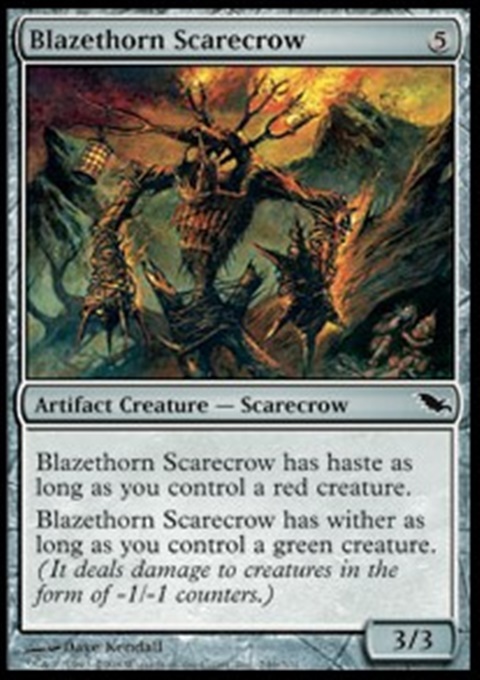 Blazethorn Scarecrow 5
Artifact Creature — Scarecrow
Blazethorn Scarecrow has haste as
long as you control a red creature.
Blazethorn Scarecrow has wither as
long as you control a green creature.
(It deals damage to creatures in the
form of -1/-1 counters.)
3/3
Dave Kendall